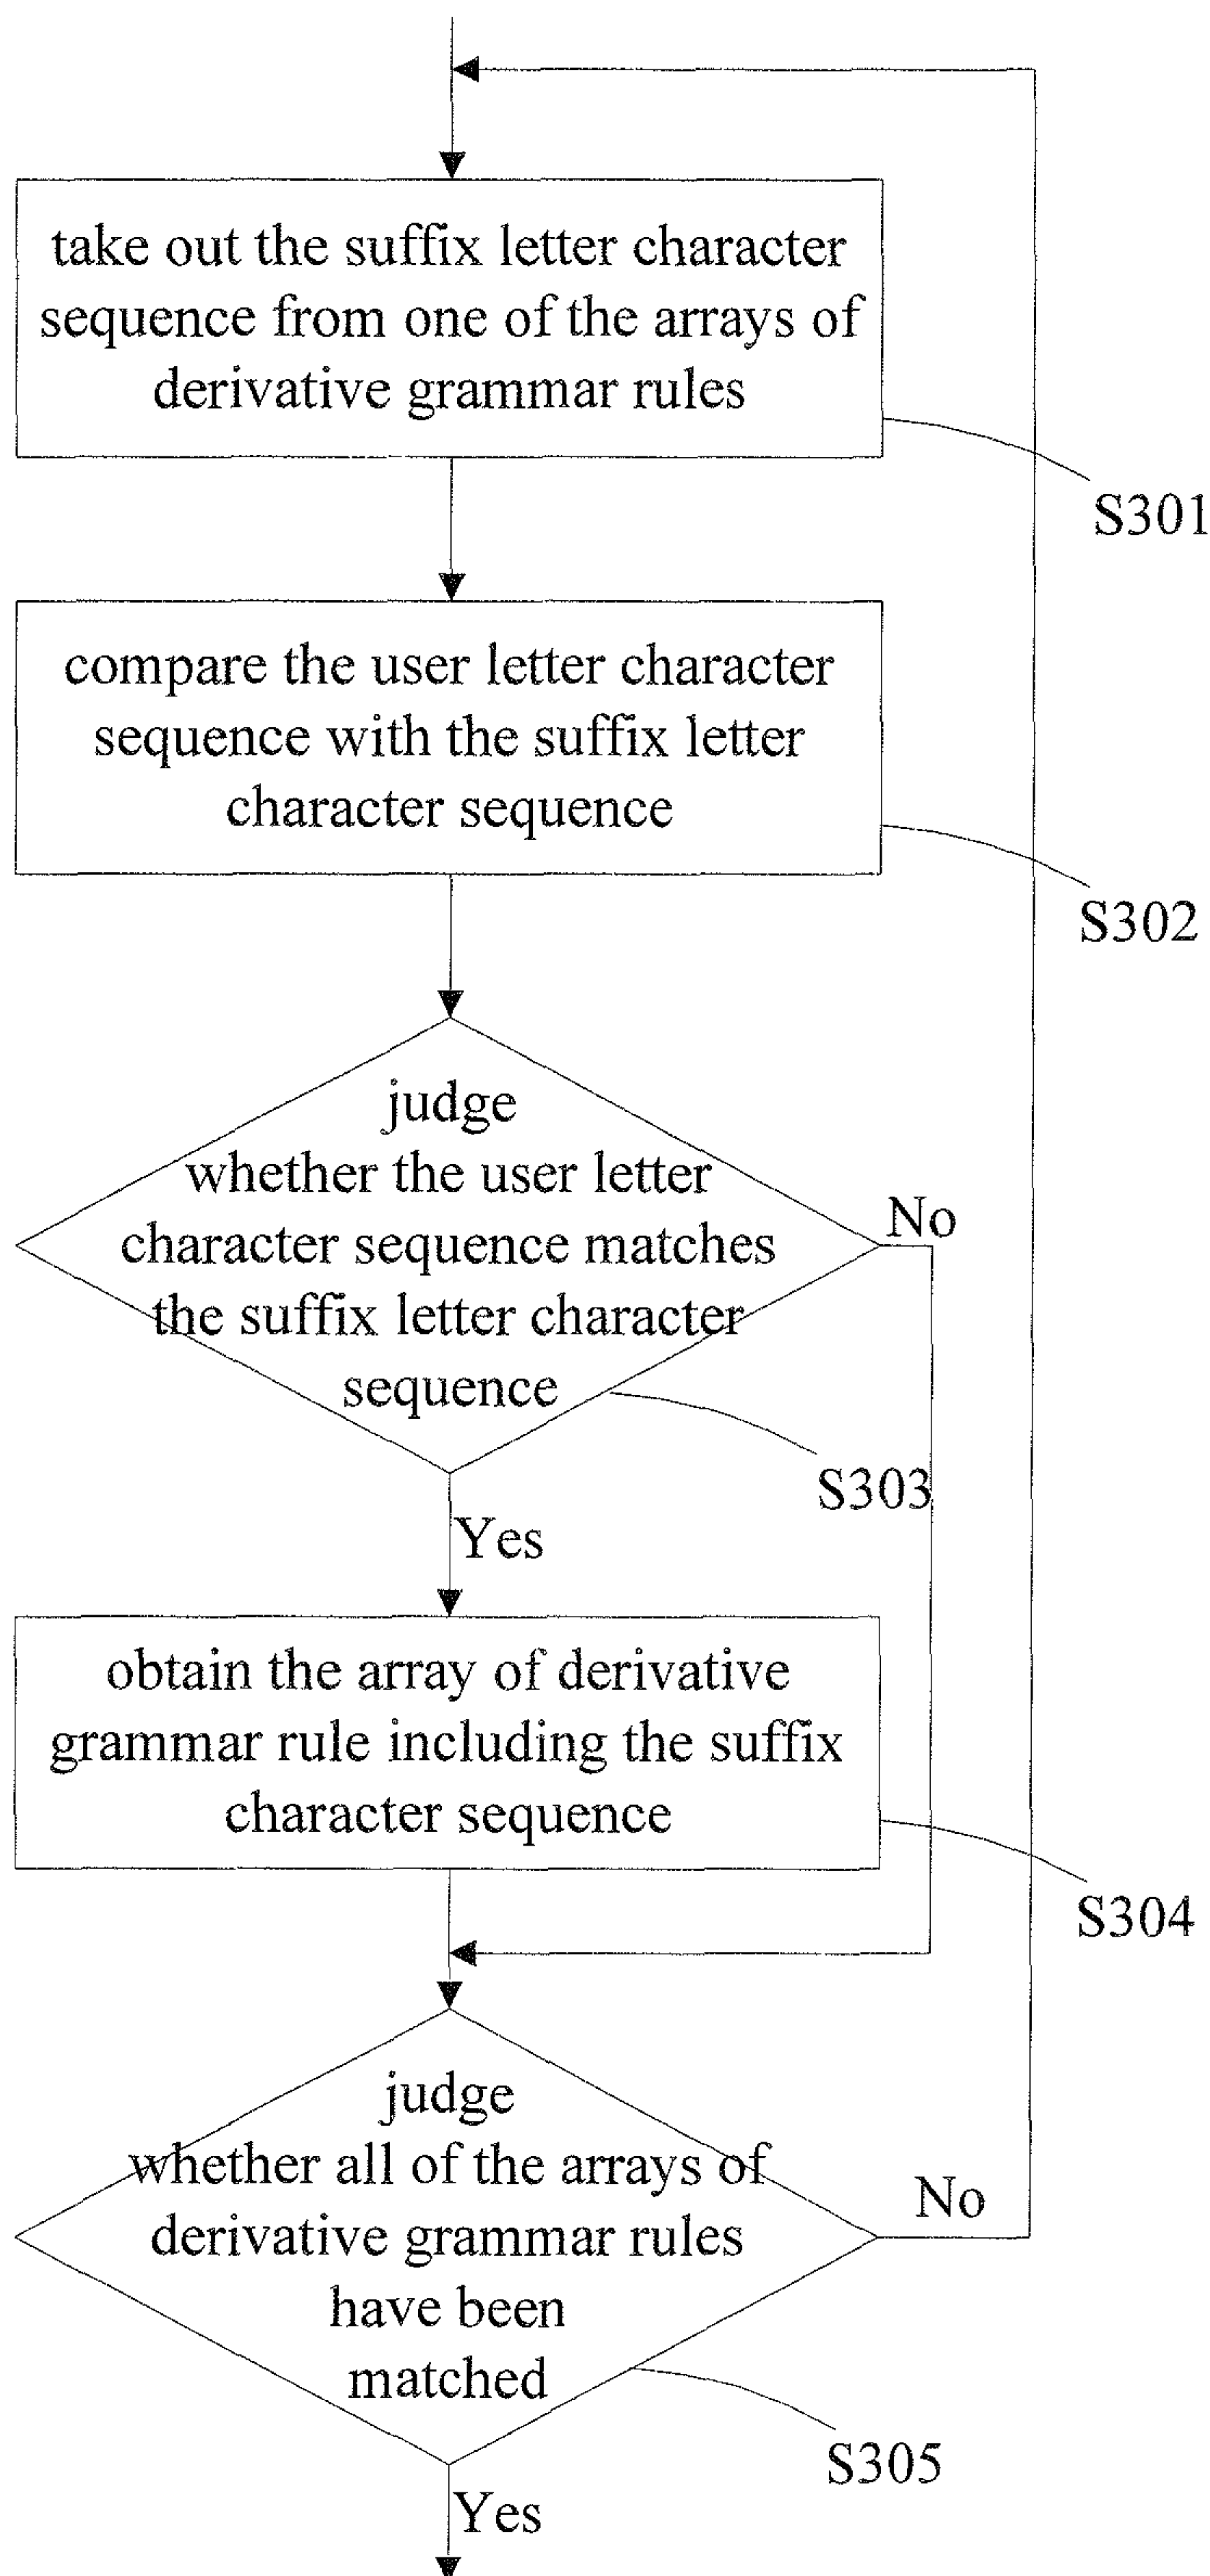 take out the suffix letter character
sequence from one of the arrays of
derivative grammar rules
S301
compare the user letter character
sequence with the suffix letter
character sequence
S302
judge
whether the user letter
character sequence matches
the suffix letter character
sequence
No
S303
Yes
obtain the array of derivative
grammar rule including the suffix
character sequence
S304
judge
whether all of the arrays of
derivative grammar rules
have been
matched
No
S305
Yes